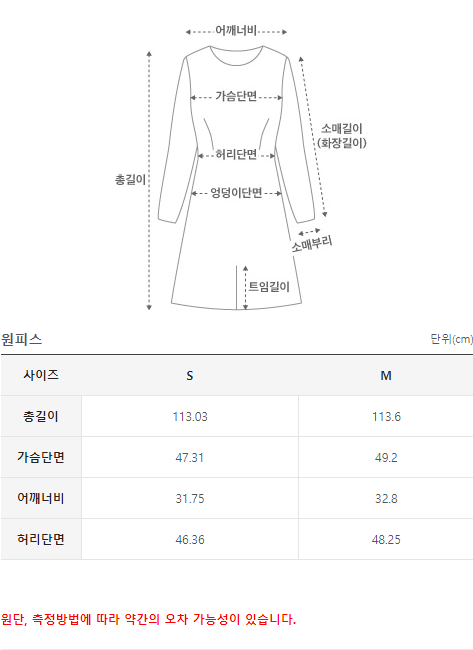 어깨너비
가슴단면
소매길이
(화장길이)
허리단면
총길이
엉덩이단면
소매부리
트임길이
원피스 단위(cm)
사이즈 S M
총길이 113.03 113.6
가슴단면 47.31 49.2
어깨너비 31.75 32.8
허리단면 46.36 48.25
원단, 측정방법에 따라 약간의 오차 가능성이 있습니다.